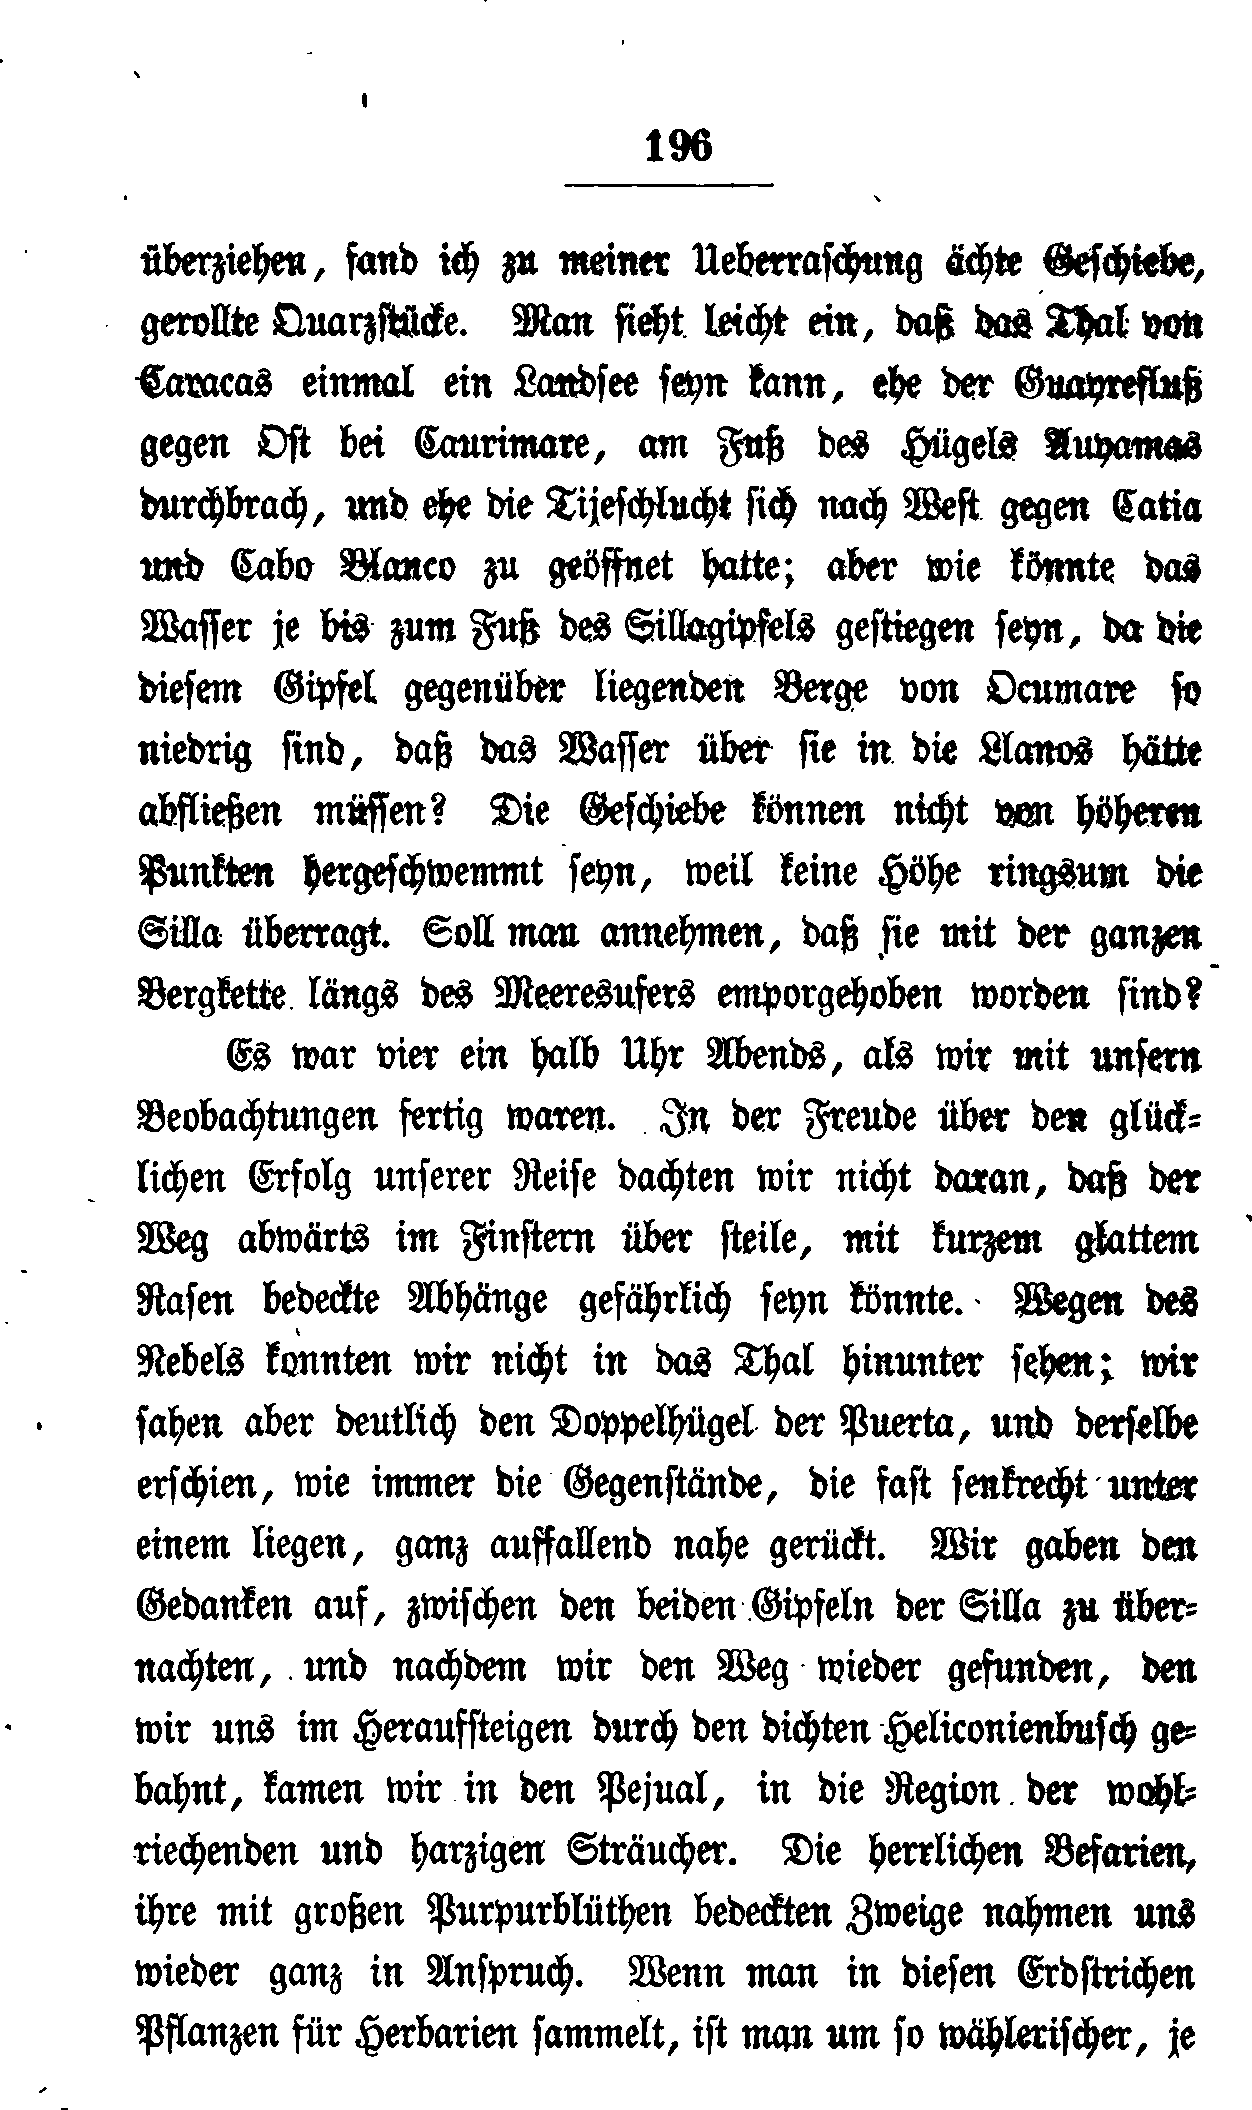 196
überziehen, fand ich zu meiner Ueberraschung ächte Geschiebe,
gerollte Quarzstücke. Man sieht leicht ein, daß das Thal von
Caracas einmal ein Landsee seyn kann, ehe der Guayrefluß
gegen Ost bei Caurimare, am Fuß des Hügels Auyamas
durchbrach, und ehe die Tijeschlucht sich nach West gegen Catia
und Cabo Blanco zu geöffnet hatte; aber wie könnte das
Wasser je bis zum Fuß des Sillagipfels gestiegen seyn, da die
diesem Gipfel gegenüber liegenden Berge von Ocumare so
niedrig sind, daß das Wasser über sie in die Llanos hätte
abfließen müssen? Die Geschiebe können nicht von höheren
Punkten hergeschwemmt seyn, weil keine Höhe ringsum die
Silla überragt. Soll man annehmen, daß sie mit der ganzen
Bergkette längs des Meeresufers emporgehoben worden sind?
Es war vier ein halb Uhr Abends, als wir mit unsern
Beobachtungen fertig waren. In der Freude über den glück-
lichen Erfolg unserer Reise dachten wir nicht daran, daß der
Weg abwärts im Finstern über steile, mit kurzem glattem
Rasen bedeckte Abhänge gefährlich seyn könnte. Wegen des
Nebels konnten wir nicht in das Thal hinunter sehen; wir
sahen aber deutlich den Doppelhügel der Puerta, und derselbe
erschien, wie immer die Gegenstände, die fast senkrecht unter
einem liegen, ganz auffallend nahe gerückt. Wir gaben den
Gedanken auf, zwischen den beiden Gipfeln der Silla zu über-
nachten, und nachdem wir den Weg wieder gefunden, den
wir uns im Heraufsteigen durch den dichten Heliconienbusch ge-
bahnt, kamen wir in den Pejual, in die Region der wohl-
riechenden und harzigen Sträucher. Die herrlichen Befarien,
ihre mit großen Purpurblüthen bedeckten Zweige nahmen uns
wieder ganz in Anspruch. Wenn man in diesen Erdstrichen
Pflanzen für Herbarien sammelt, ist man um so wählerischer, je